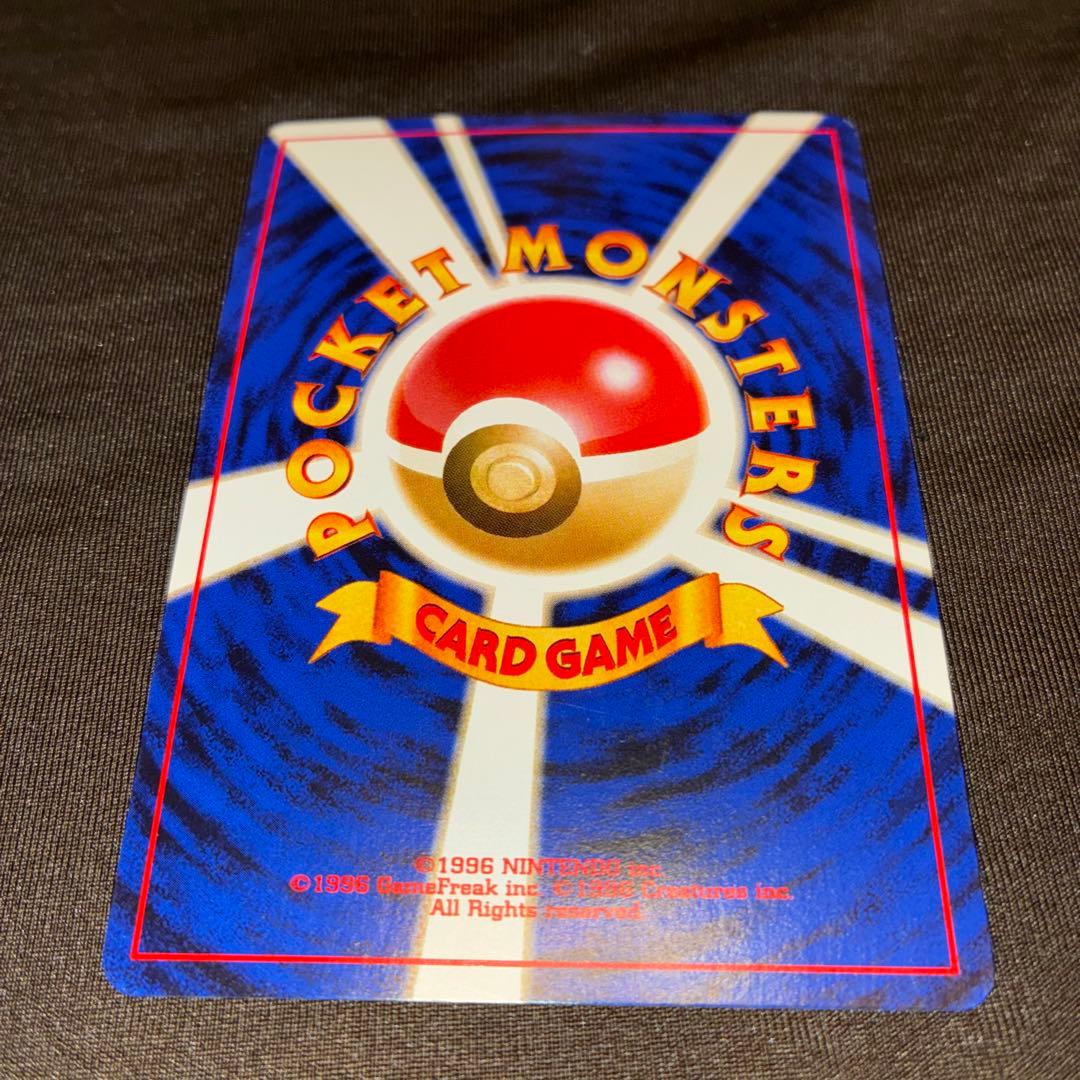 POCKET MONSTERS
CARD GAME
©1996 NINTENDO inc.
©1996 GameFreak inc. ©1996 Creatures inc.
All Rights reserved.